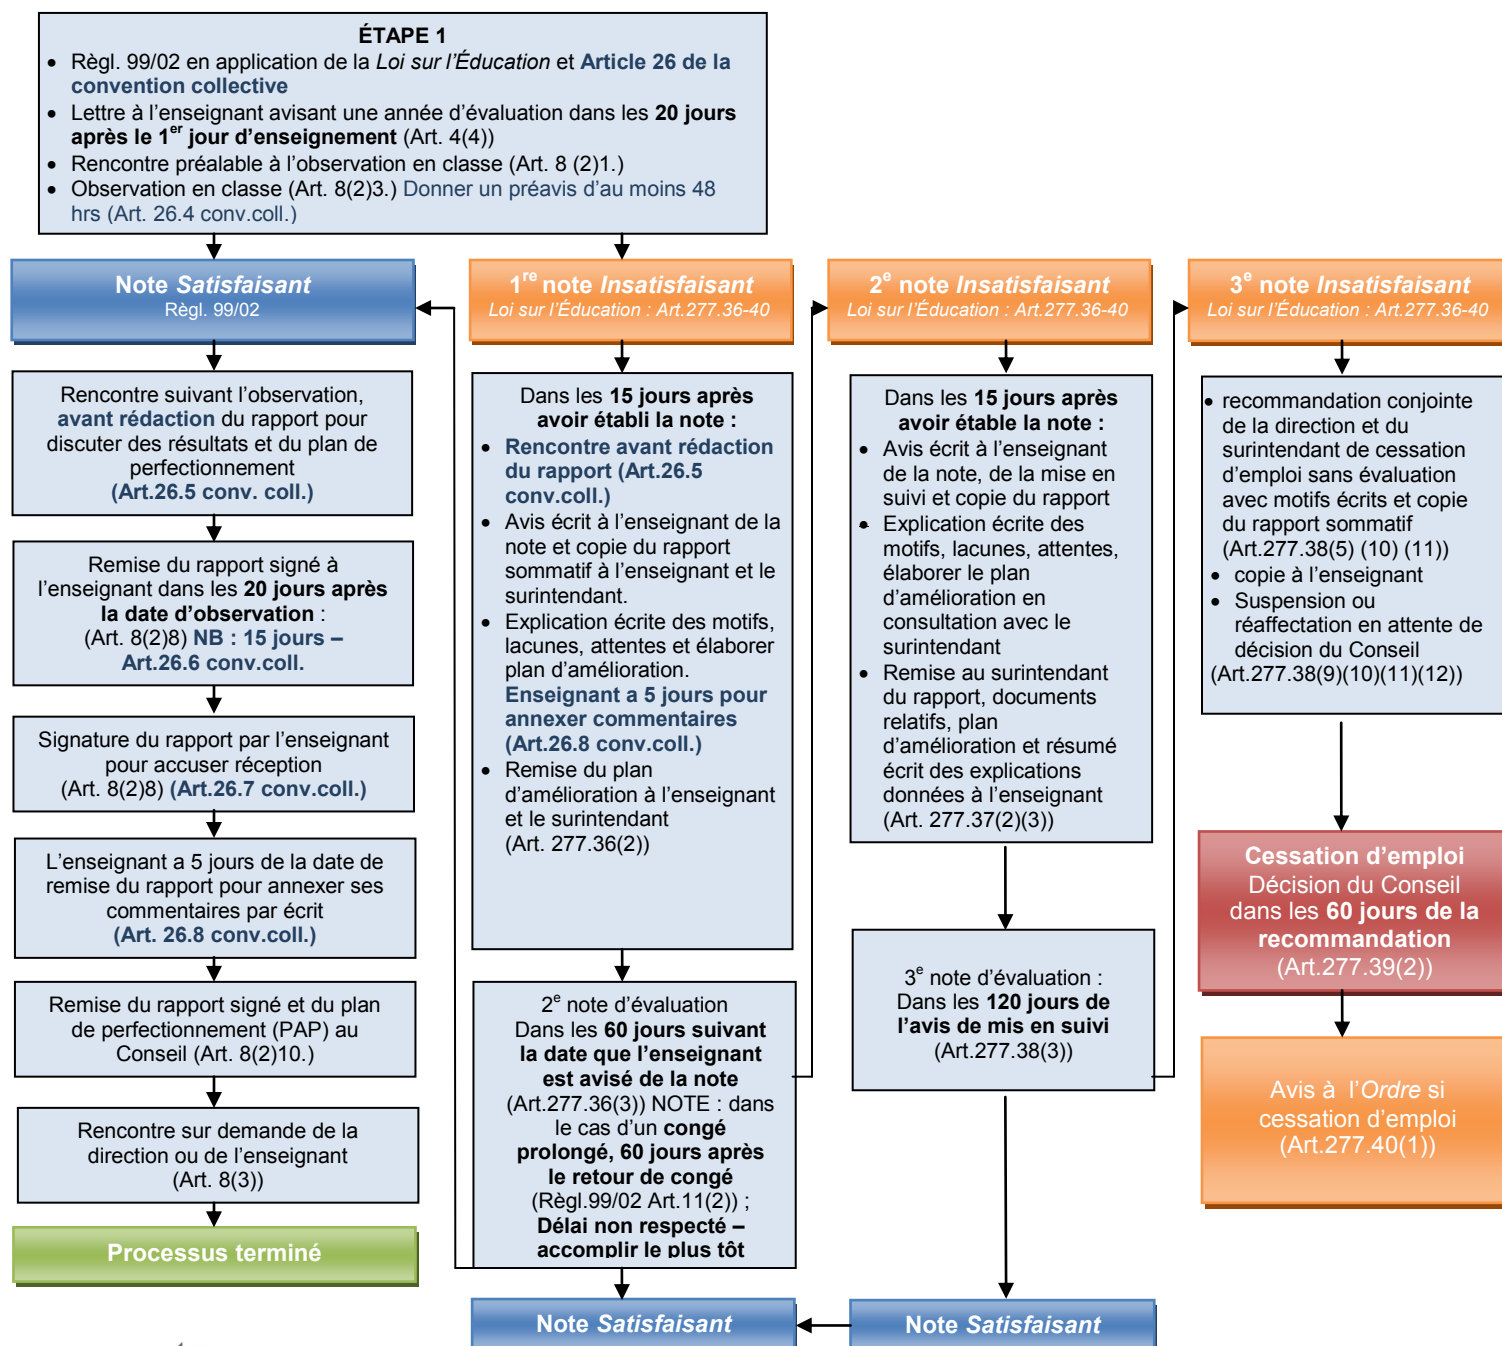 ÉTAPE 1
• Règl. 99/02 en application de la Loi sur l'Éducation et Article 26 de la
convention collective
• Lettre à l'enseignant avisant une année d'évaluation dans les 20 jours
après le 1er jour d'enseignement (Art. 4(4))
• Rencontre préalable à l'observation en classe (Art. 8 (2)1.)
• Observation en classe (Art. 8(2)3.) Donner un préavis d'au moins 48
hrs (Art. 26.4 conv.coll.)
Note Satisfaisant
Règl. 99/02
Rencontre suivant l'observation,
avant rédaction du rapport pour
discuter des résultats et du plan de
perfectionnement
(Art.26.5 conv. coll.)
Remise du rapport signé à
l'enseignant dans les 20 jours après
la date d'observation :
(Art. 8(2)8) NB : 15 jours –
Art.26.6 conv.coll.
Signature du rapport par l'enseignant
pour accuser réception
(Art. 8(2)8) (Art.26.7 conv.coll.)
L'enseignant a 5 jours de la date de
remise du rapport pour annexer ses
commentaires par écrit
(Art. 26.8 conv.coll.)
Remise du rapport signé et du plan
de perfectionnement (PAP) au
Conseil (Art. 8(2)10.)
Rencontre sur demande de la
direction ou de l'enseignant
(Art. 8(3))
Processus terminé
1re note Insatisfaisant
Loi sur l'Éducation : Art.277.36-40
Dans les 15 jours après
avoir établi la note :
• Rencontre avant rédaction
du rapport (Art.26.5
conv.coll.)
• Avis écrit à l'enseignant de la
note et copie du rapport
sommatif à l'enseignant et le
surintendant.
• Explication écrite des motifs,
lacunes, attentes et élaborer
plan d'amélioration.
Enseignant a 5 jours pour
annexer commentaires
(Art.26.8 conv.coll.)
• Remise du plan
d'amélioration à l'enseignant
et le surintendant
(Art. 277.36(2))
2e note d'évaluation
Dans les 60 jours suivant
la date que l'enseignant
est avisé de la note
(Art.277.36(3)) NOTE : dans
le cas d'un congé
prolongé, 60 jours après
le retour de congé
(Règl.99/02 Art.11(2)) ;
Délai non respecté –
accomplir le plus tôt
Note Satisfaisant
2e note Insatisfaisant
Loi sur l'Éducation : Art.277.36-40
Dans les 15 jours après
avoir étable la note :
• Avis écrit à l'enseignant
de la note, de la mise en
suivi et copie du rapport
• Explication écrite des
motifs, lacunes, attentes,
élaborer le plan
d'amélioration en
consultation avec le
surintendant
• Remise au surintendant
du rapport, documents
relatifs, plan
d'amélioration et résumé
écrit des explications
données à l'enseignant
(Art. 277.37(2)(3))
3e note d'évaluation :
Dans les 120 jours de
l'avis de mis en suivi
(Art.277.38(3))
Note Satisfaisant
3e note Insatisfaisant
Loi sur l'Éducation : Art.277.36-40
• recommandation conjointe
de la direction et du
surintendant de cessation
d'emploi sans évaluation
avec motifs écrits et copie
du rapport sommatif
(Art.277.38(5) (10) (11))
• copie à l'enseignant
• Suspension ou
réaffectation en attente de
décision du Conseil
(Art.277.38(9)(10)(11)(12))
Cessation d'emploi
Décision du Conseil
dans les 60 jours de la
recommandation
(Art.277.39(2))
Avis à l'Ordre si
cessation d'emploi
(Art.277.40(1))